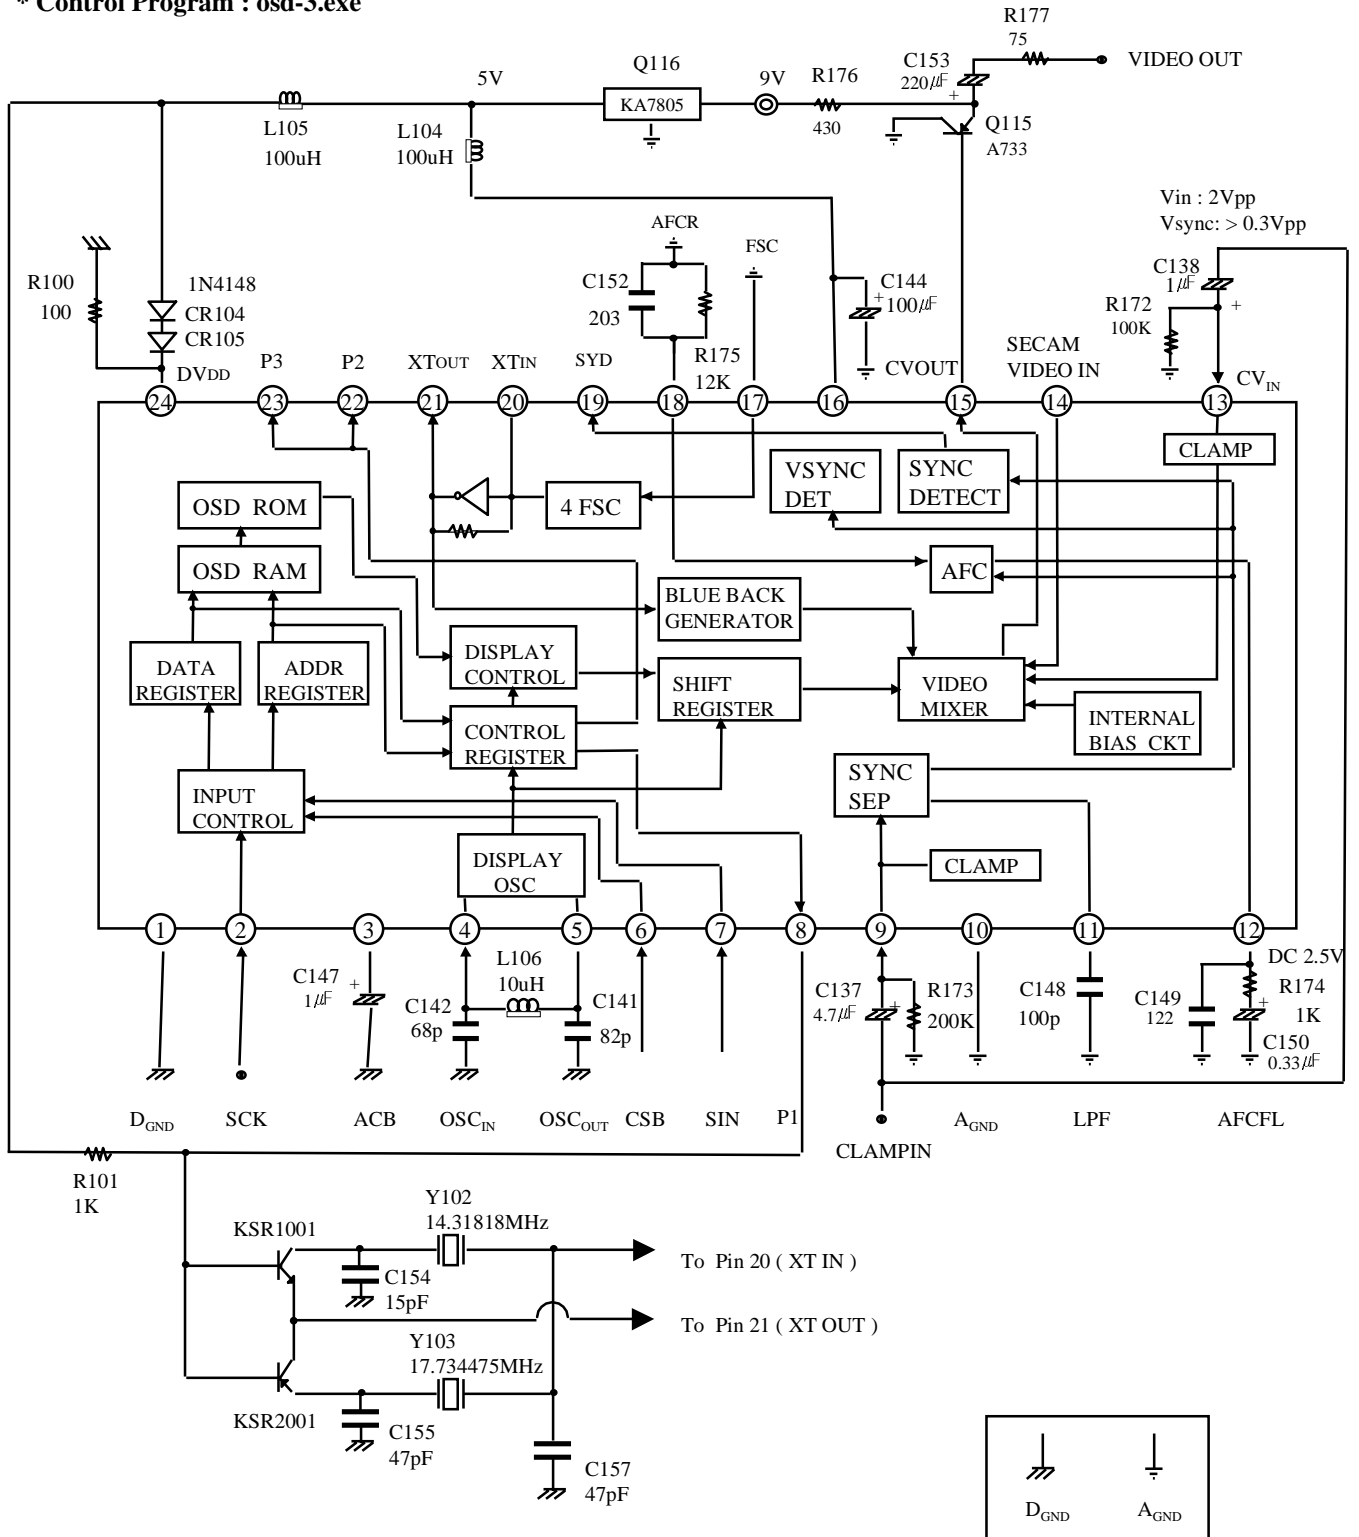 * Control Program : osd-3.exe
R177
75
VIDEO OUT
C153
220㎌
+
5V
Q116
KA7805
9V
R176
430
Q115
A733
L105
100uH
L104
100uH
Vin : 2Vpp
Vsync: > 0.3Vpp
AFCR
FSC
R100
100
1N4148
CR104
CR105
C152
203
C144
+
100㎌
C138
1㎌
+
R172
100K
R175
12K
SECAM
VIDEO IN
DVDD
P3
P2
XTOUT
XTIN
SYD
CVOUT
CVIN
24
23
22
21
20
19
18
17
16
15
14
13
CLAMP
OSD ROM
4 FSC
VSYNC
DET
SYNC
DETECT
OSD RAM
AFC
BLUE BACK
GENERATOR
DATA
REGISTER
ADDR
REGISTER
DISPLAY
CONTROL
SHIFT
REGISTER
VIDEO
MIXER
CONTROL
REGISTER
INTERNAL
BIAS CKT
INPUT
CONTROL
SYNC
SEP
DISPLAY
OSC
CLAMP
1
2
3
4
5
6
7
8
9
10
11
12
DC 2.5V
C147
1㎌
+
C142
68p
L106
10uH
C141
82p
C137
4.7㎌
+
R173
200K
C148
100p
C149
122
R174
1K
+
C150
0.33㎌
DGND
SCK
ACB
OSCIN
OSCOUT
CSB
SIN
P1
CLAMPIN
AGND
LPF
AFCFL
R101
1K
KSR1001
Y102
14.31818MHz
To Pin 20 ( XT IN )
C154
15pF
To Pin 21 ( XT OUT )
Y103
17.734475MHz
KSR2001
C155
47pF
C157
47pF
DGND
AGND